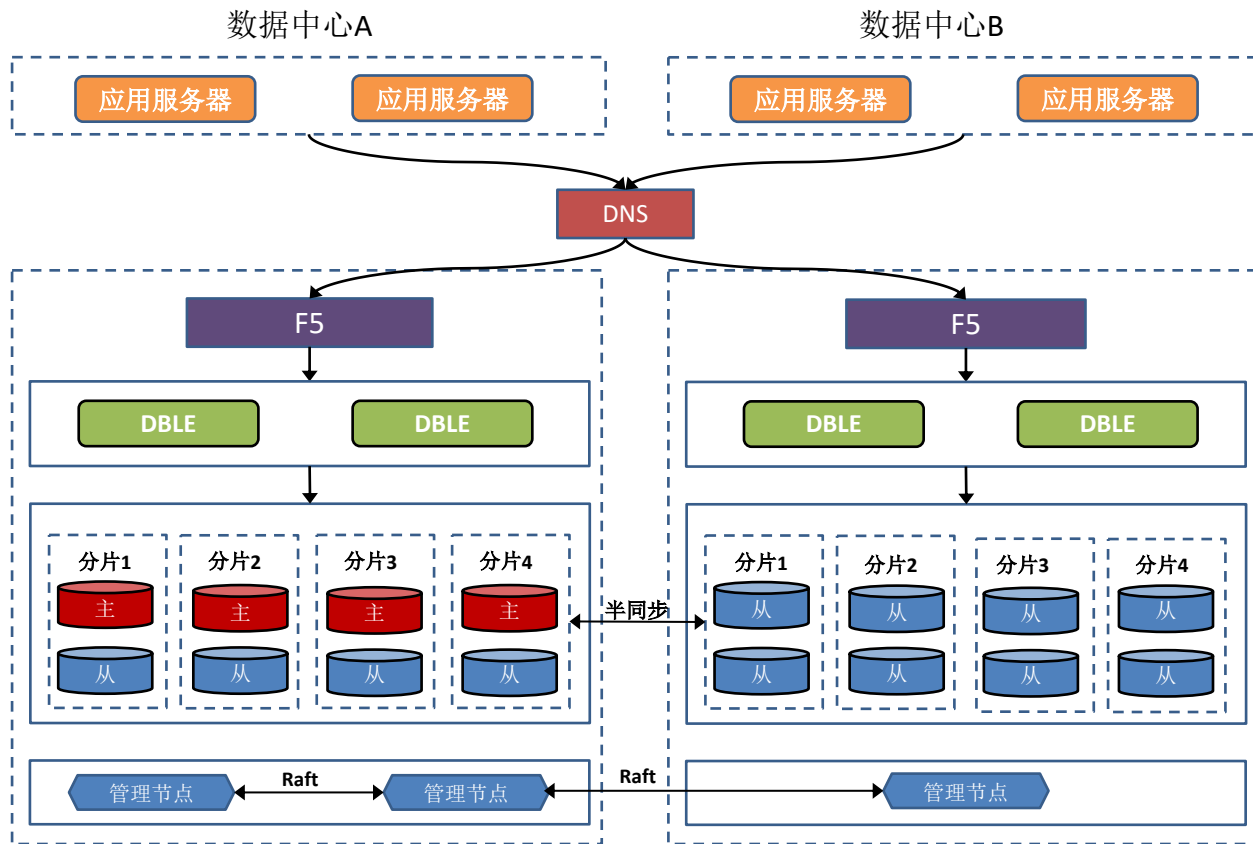 数据中心A
数据中心B
应用服务器
应用服务器
应用服务器
应用服务器
DNS
F5
F5
DBLE
DBLE
DBLE
DBLE
分片1
分片2
分片3
分片4
分片1
分片2
分片3
分片4
主
主
主
主
半同步
从
从
从
从
从
从
从
从
从
从
从
从
管理节点
Raft
管理节点
Raft
管理节点